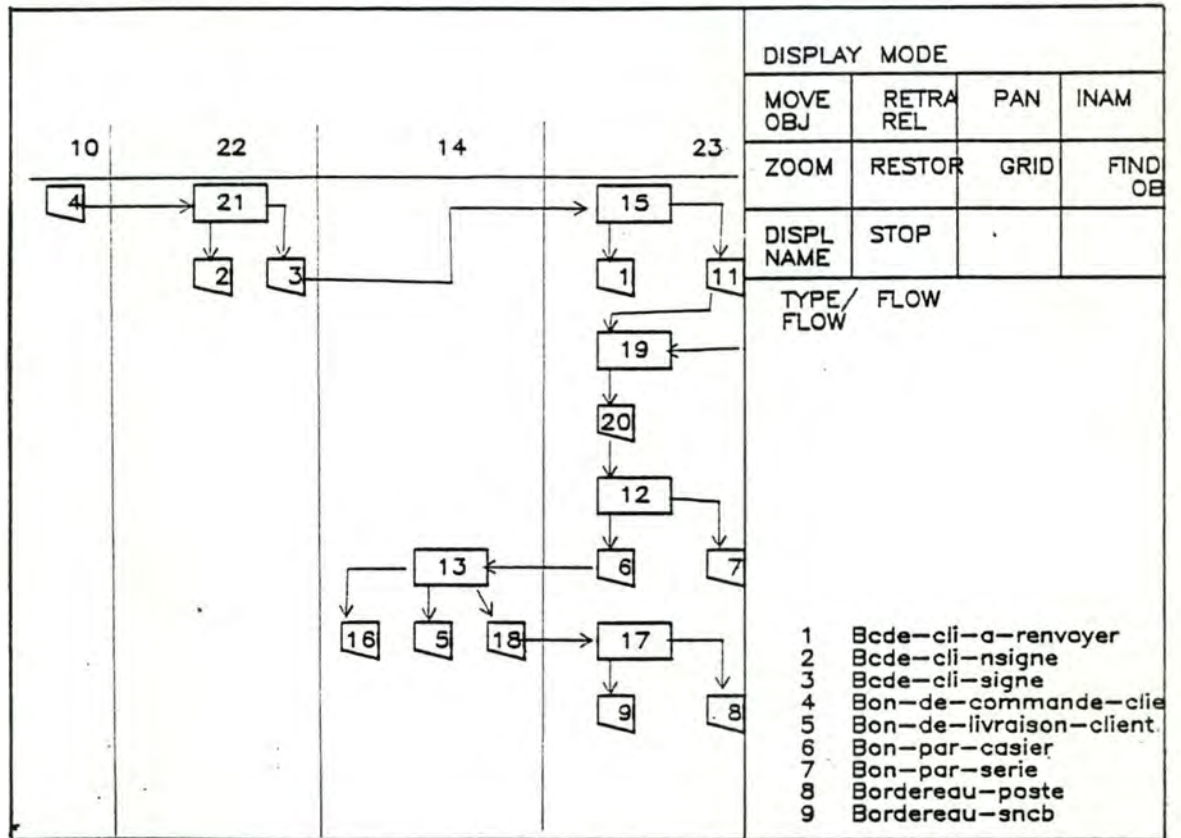 10 22 14 23
4 21 15
2 3 1 11
19
20
12
13 6 7
16 5 18 17
9 8
DISPLAY MODE
MOVE OBJ RETRA REL PAN INAM
ZOOM RESTOR GRID FIND OB
DISPL NAME STOP
TYPE/ FLOW
FLOW
1 Bcde-cli-a-renvoyer
2 Bcde-cli-nsigne
3 Bcde-cli-signe
4 Bon-de-commande-clie
5 Bon-de-livraison-client
6 Bon-par-casier
7 Bon-par-serie
8 Bordereau-poste
9 Bordereau-sncb